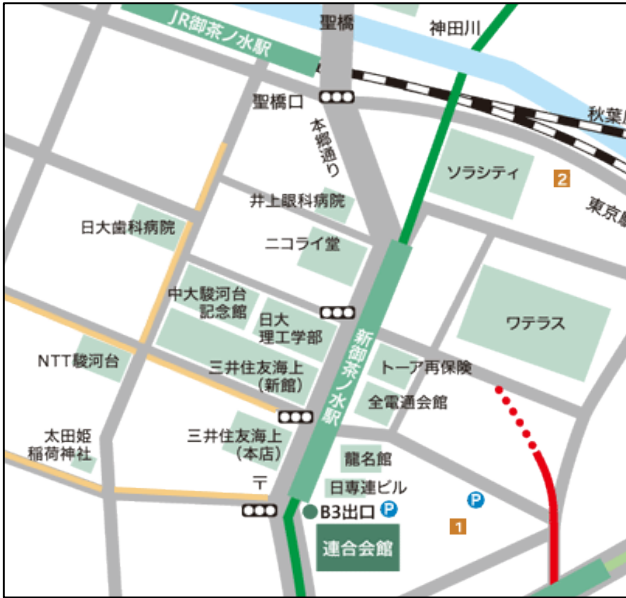 聖橋
神田川
JR御茶ノ水駅
聖橋口
秋葉
本郷通り
ソラシティ
2
井上眼科病院
東京
日大歯科病院
ニコライ堂
中大駿河台
記念館
日大
理工学部
新御茶ノ水駅
ワテラス
NTT駿河台
三井住友海上
(新館)
トーア再保険
全電通会館
太田姫
稲荷神社
三井住友海上
(本店)
龍名館
〒
日専連ビル
B3出口
P
P
1
連合会館